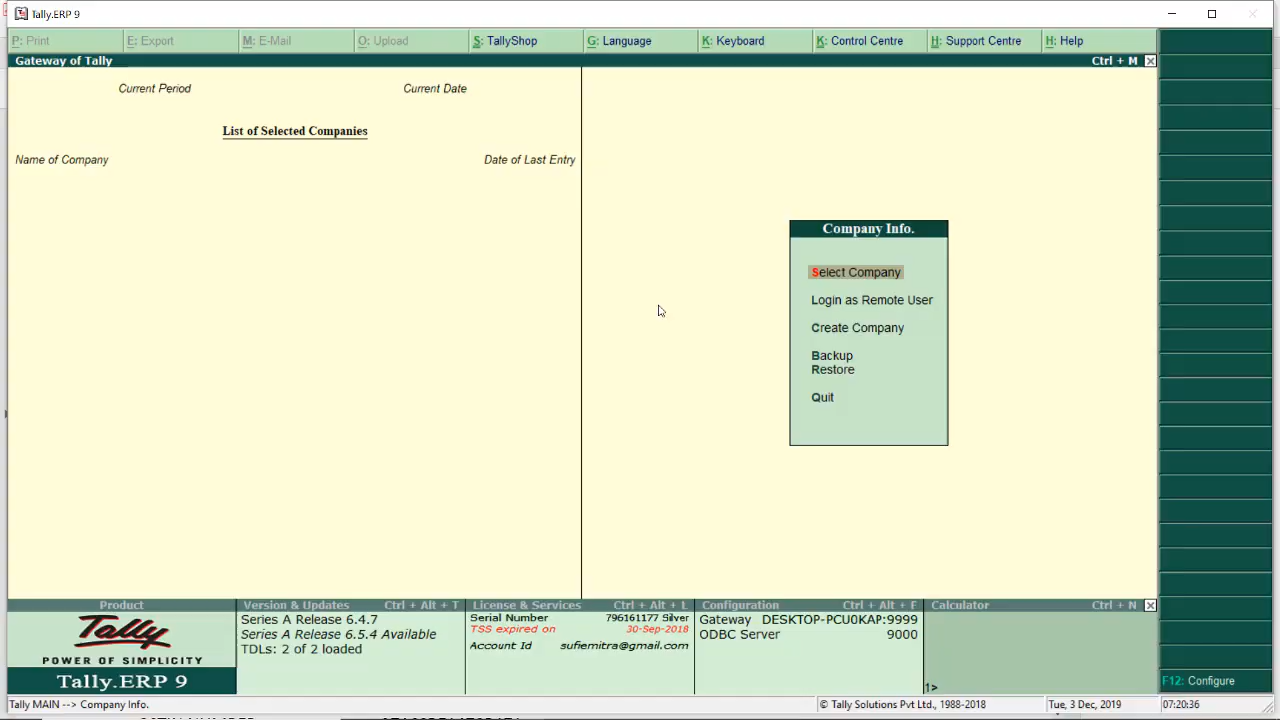 Tally.ERP 9
P: Print E: Export M: E-Mail O: Upload S: TallyShop G: Language K: Keyboard K: Control Centre H: Support Centre H: Help
Gateway of Tally Ctrl + M
Current Period Current Date
List of Selected Companies
Name of Company Date of Last Entry
Company Info.
Select Company
Login as Remote User
Create Company
Backup
Restore
Quit
Product
Tally
POWER OF SIMPLICITY
Tally.ERP 9
Version & Updates Ctrl + Alt + T
Series A Release 6.4.7
Series A Release 6.5.4 Available
TDLs: 2 of 2 loaded
License & Services Ctrl + Alt + L
Serial Number 796161177 Silver
TSS expired on 30-Sep-2018
Account Id sufiemitra@gmail.com
Configuration Ctrl + Alt + F
Gateway DESKTOP-PCU0KAP:9999
ODBC Server 9000
Calculator Ctrl + N
1>
F12: Configure
Tally MAIN --> Company Info. © Tally Solutions Pvt Ltd., 1988-2018 Tue, 3 Dec, 2019 07:20:36